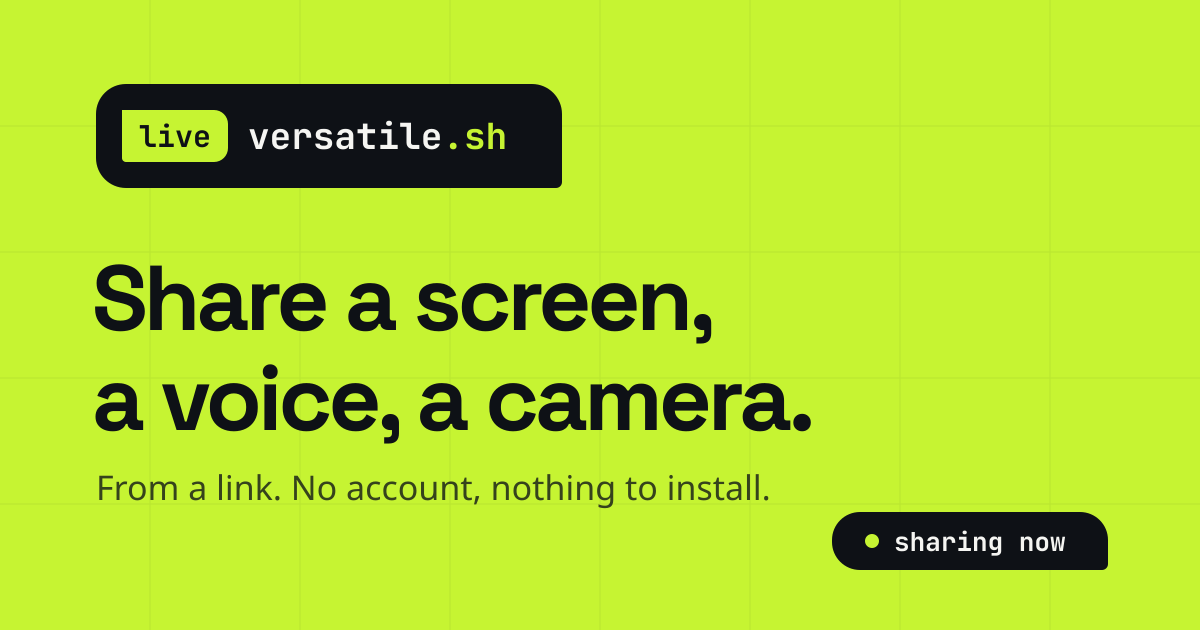 live versatile.sh
Share a screen,
a voice, a camera.
From a link. No account, nothing to install.
sharing now